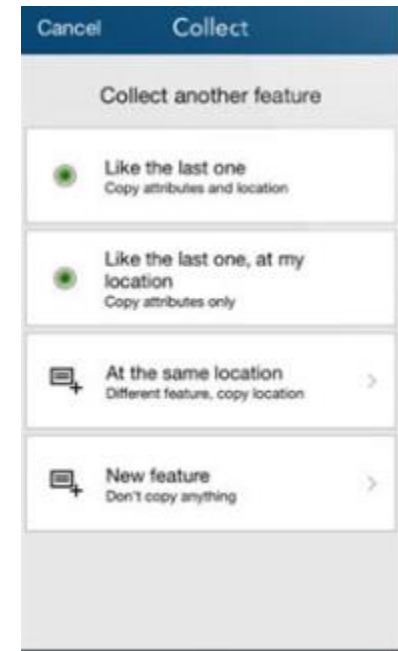 Cancel Collect
Collect another feature
Like the last one
Copy attributes and location
Like the last one, at my
location
Copy attributes only
At the same location
Different feature, copy location
New feature
Don't copy anything